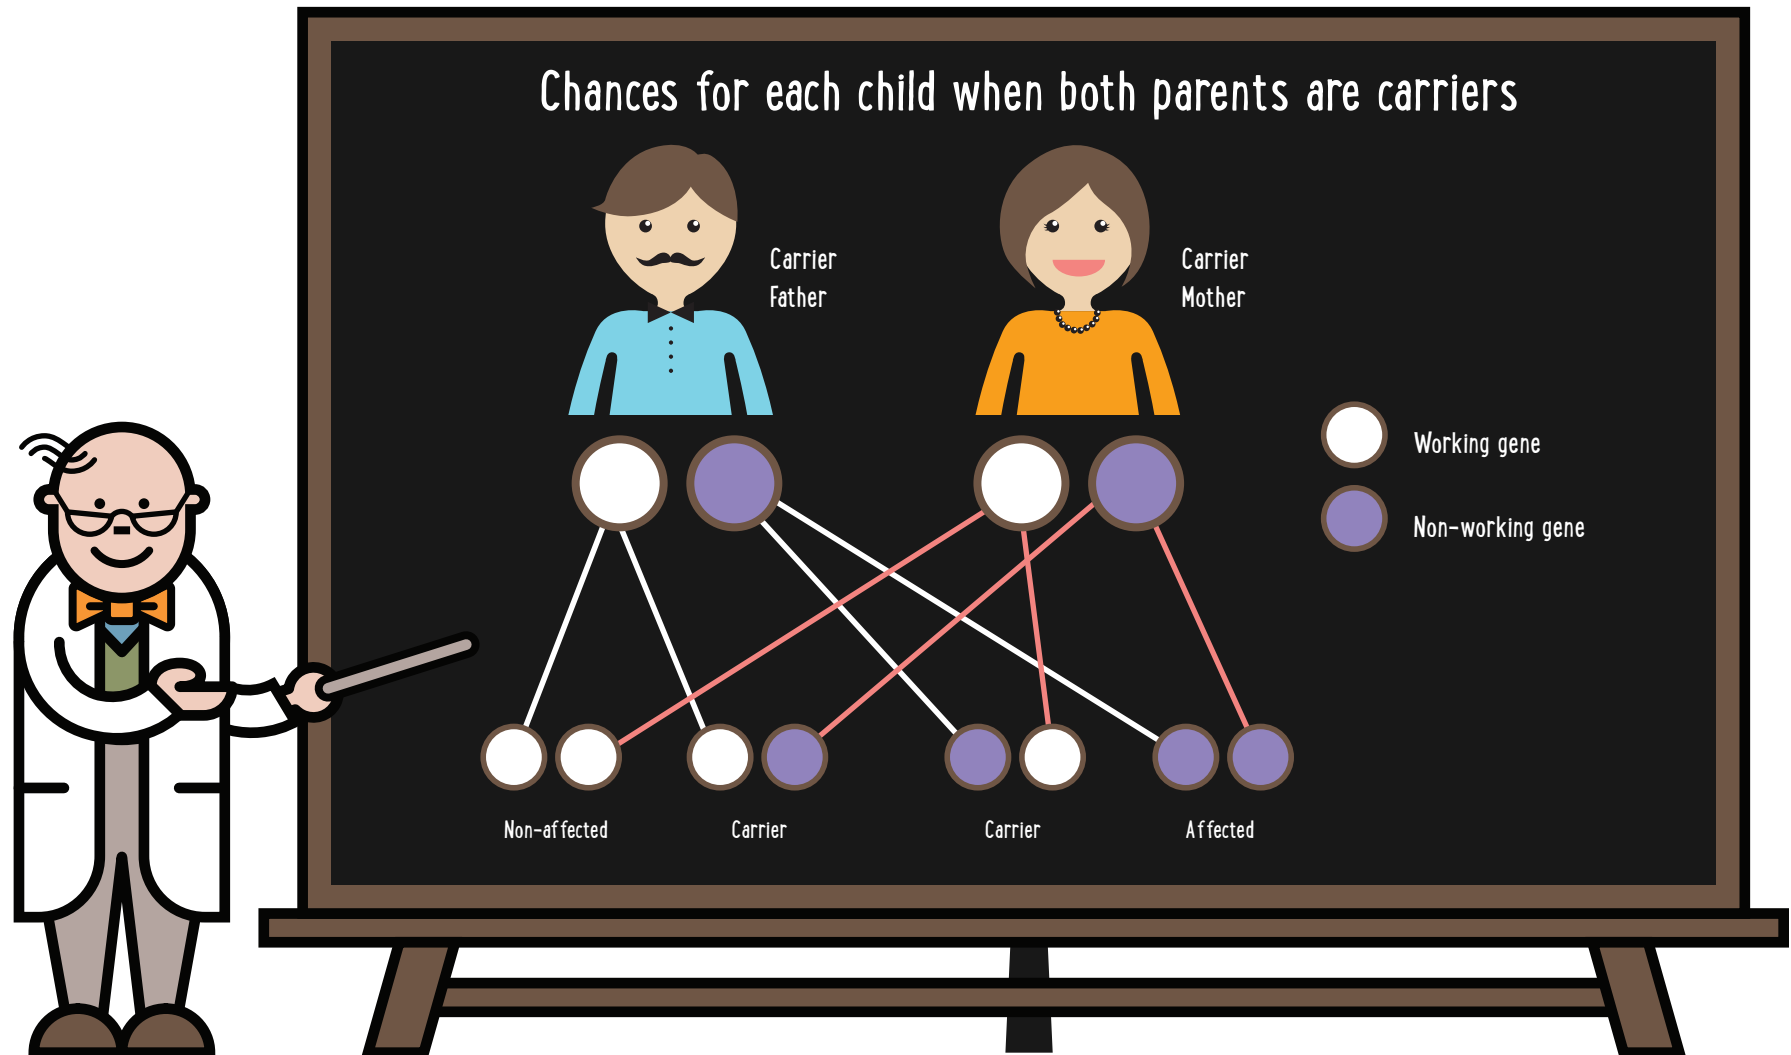 Chances for each child when both parents are carriers
Carrier
Father
Carrier
Mother
Working gene
Non-working gene
Non-affected
Carrier
Carrier
Affected